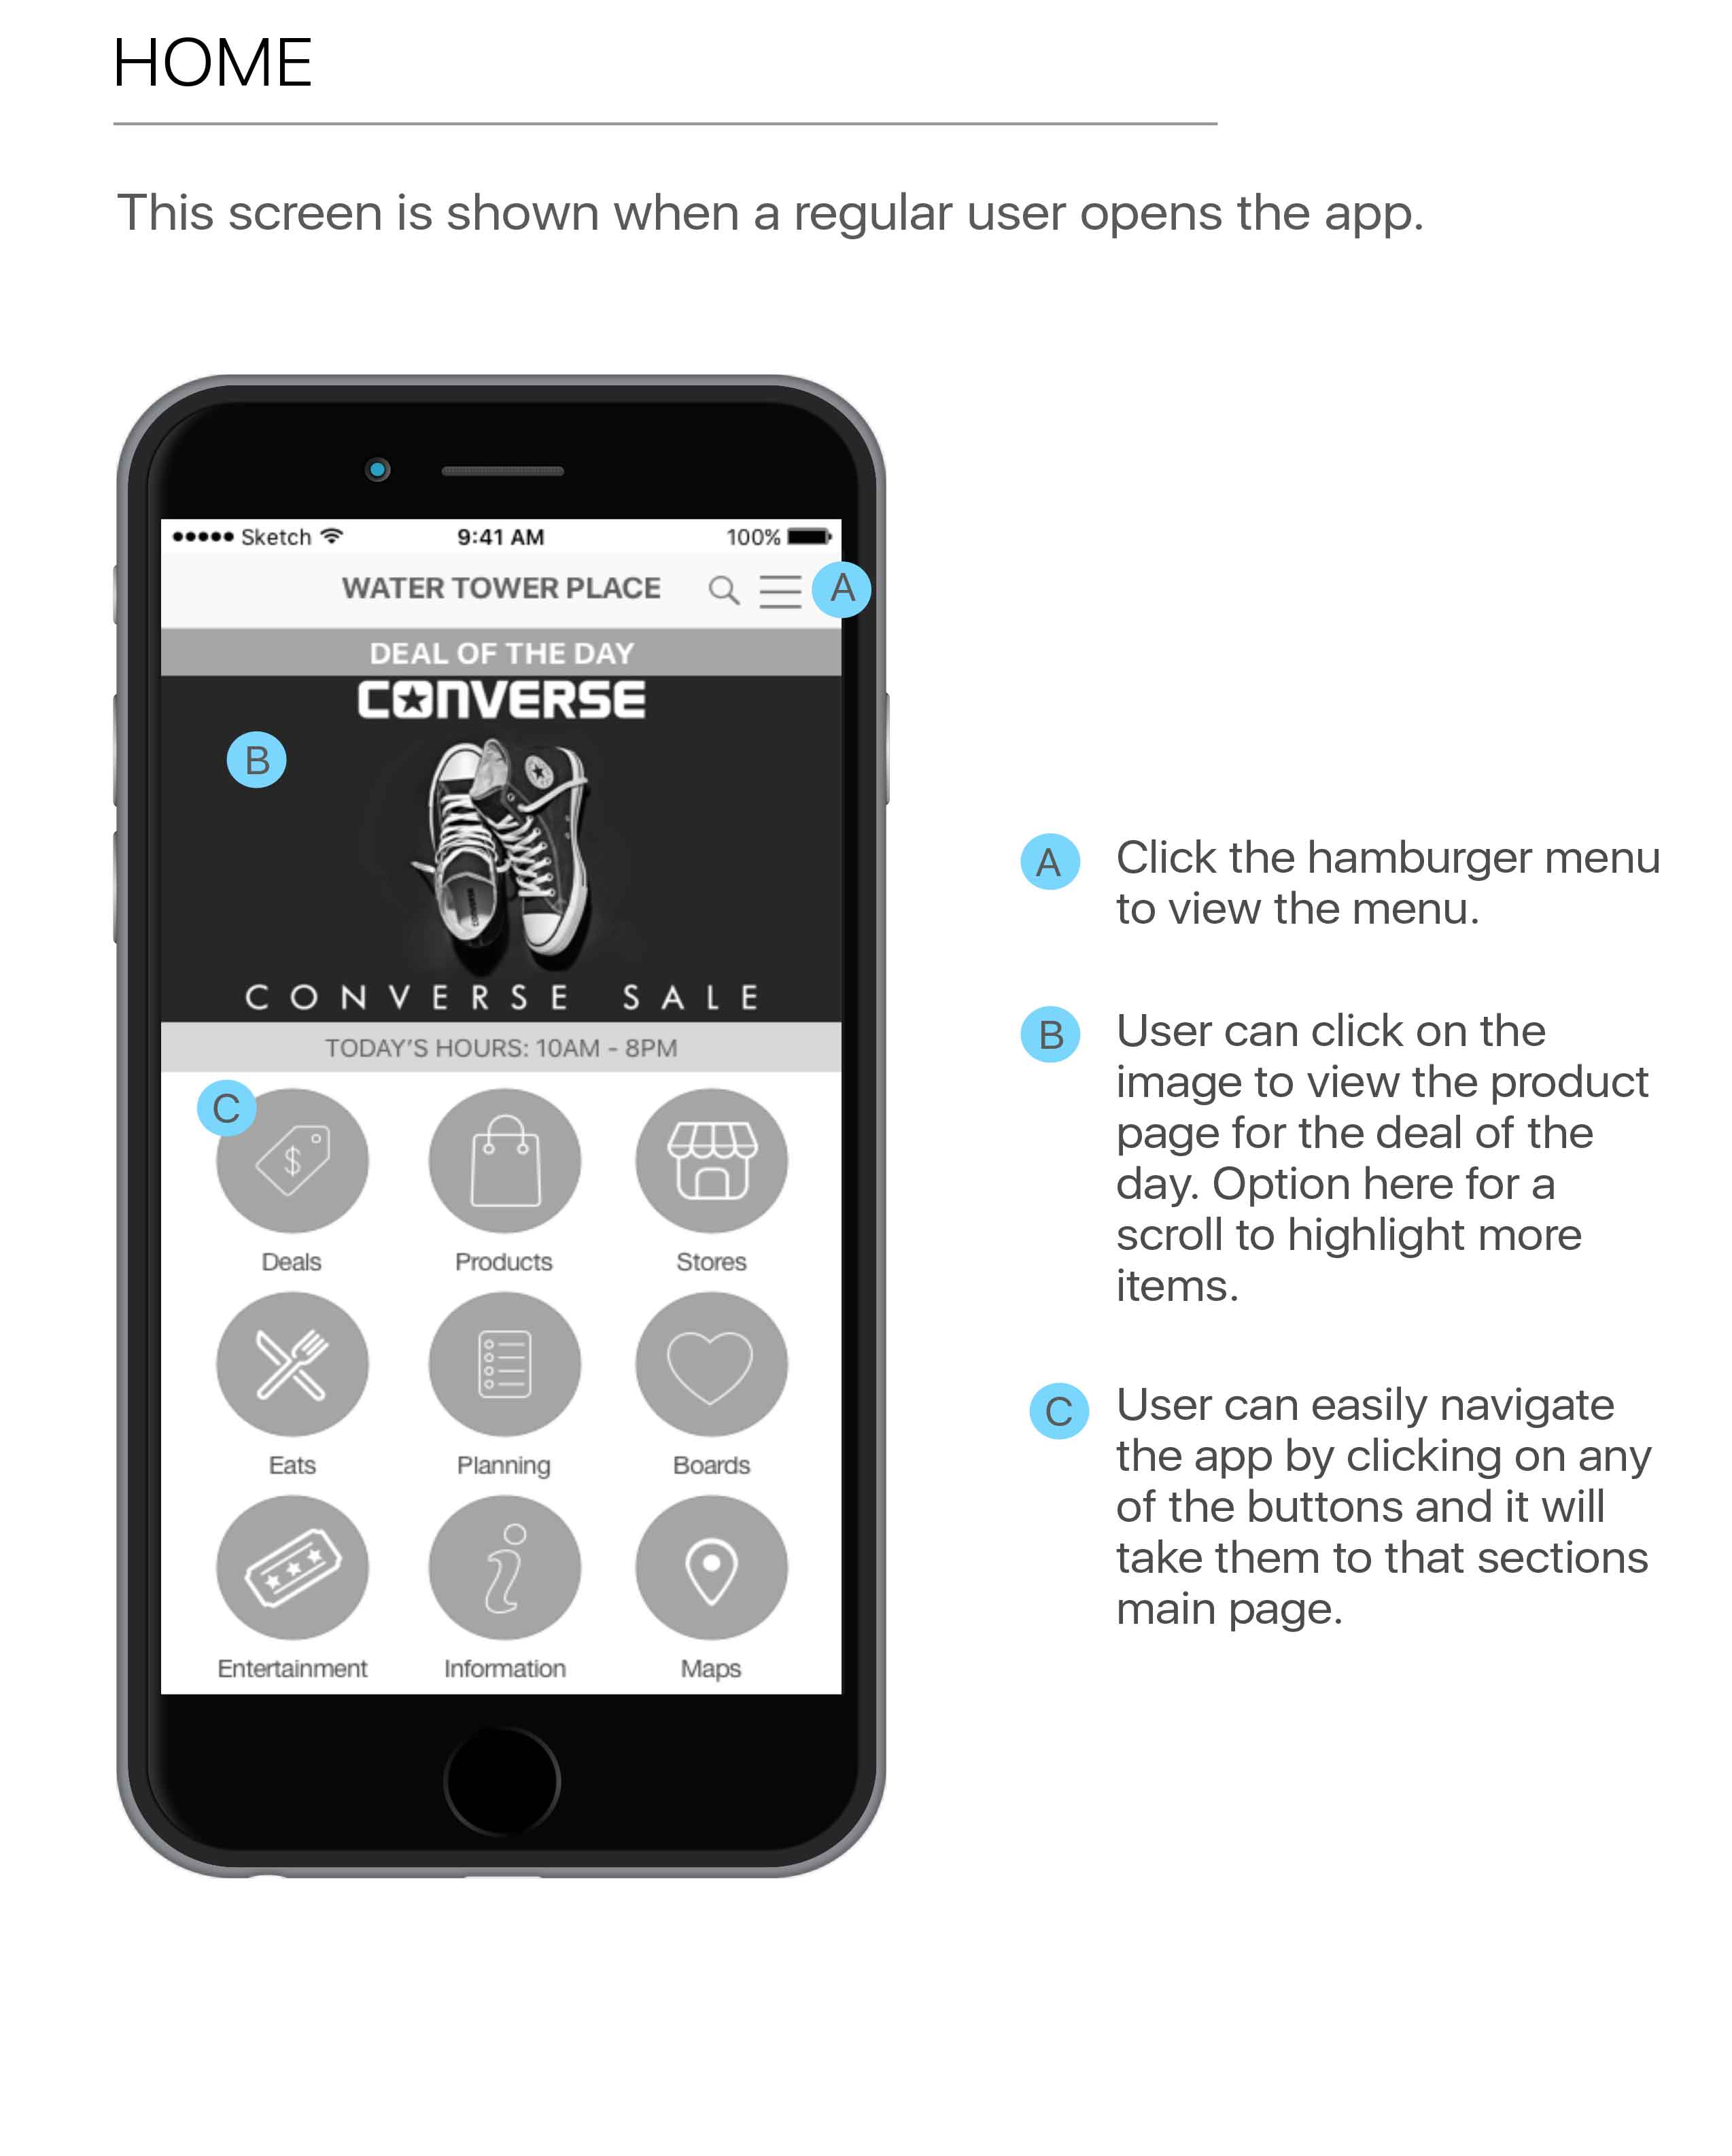 HOME
This screen is shown when a regular user opens the app.
●●●●● Sketch 9:41 AM 100%
WATER TOWER PLACE
A
DEAL OF THE DAY
CONVERSE
B
CONVERSE SALE
TODAY'S HOURS: 10AM - 8PM
C
$
Deals Products Stores
Eats Planning Boards
Entertainment Information Maps
A Click the hamburger menu
to view the menu.
B User can click on the
image to view the product
page for the deal of the
day. Option here for a
scroll to highlight more
items.
C User can easily navigate
the app by clicking on any
of the buttons and it will
take them to that sections
main page.